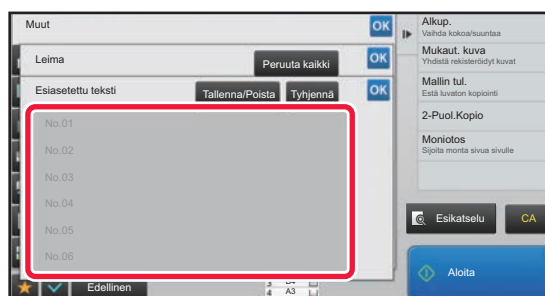 Muut
OK
Leima
Peruuta kaikki
OK
Esiasetettu teksti
Tallenna/Poista
Tyhjennä
OK
No.01
No.02
No.03
No.04
No.05
No.06
Edellinen
3
4 A3
Alkup.
Vaihda kokoa/suuntaa
Mukaut. kuva
Yhdistä rekisteröidyt kuvat
Mallin tul.
Estä luvaton kopiointi
2-Puol.Kopio
Moniotos
Sijoita monta sivua sivulle
Esikatselu
CA
Aloita